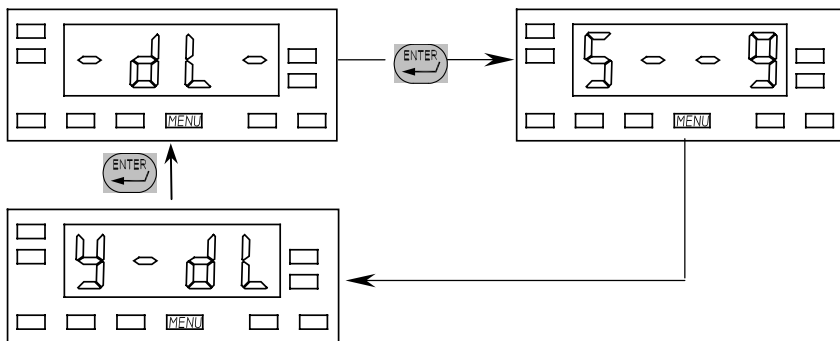 - dL -
ENTER
5 - - 9
MENU
MENU
ENTER
y - dL
MENU